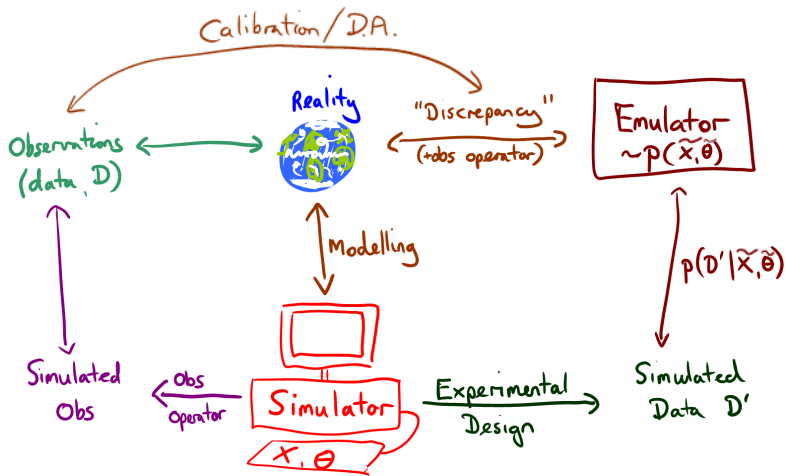 Calibration/D.A.
Reality
"Discrepancy"
(+obs operator)
Emulator
~p(x̃,θ̃)
Observations
(data, D)
Modelling
p(D'|x̃,θ̃)
Simulated
Obs
Obs
operator
Simulator
x, θ
Experimental
Design
Simulated
Data D'